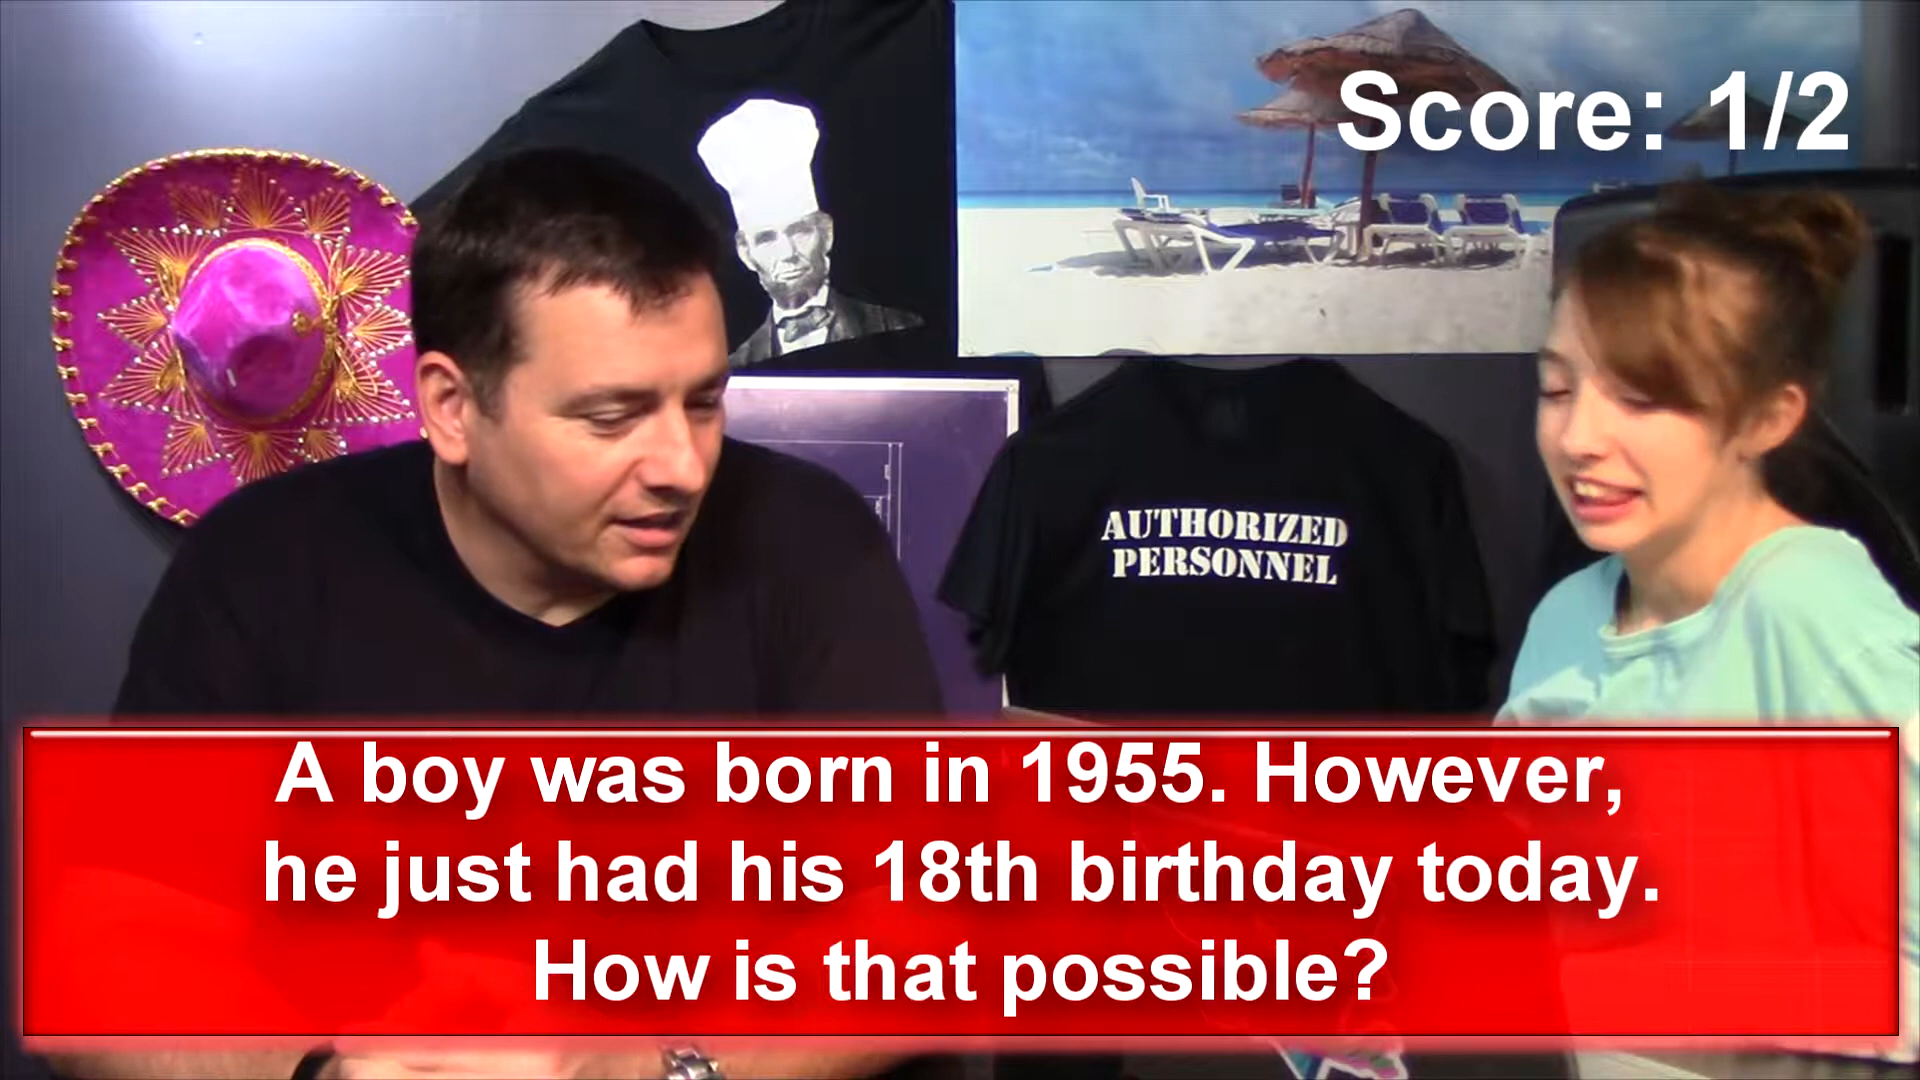 Score: 1/2
AUTHORIZED
PERSONNEL
A boy was born in 1955. However,
he just had his 18th birthday today.
How is that possible?